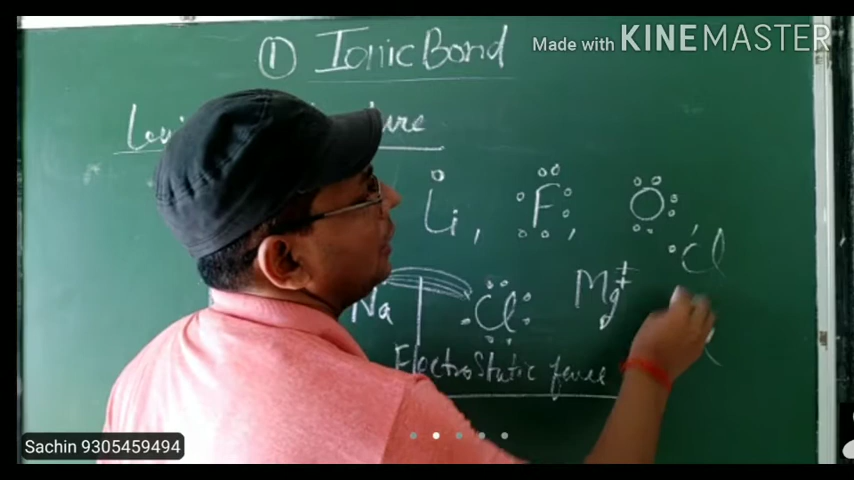 ① Ionic Bond
Made with KINEMASTER
Li, F, O
Cl
Na Cl Mg++
ElectroStatic force
Sachin 9305459494